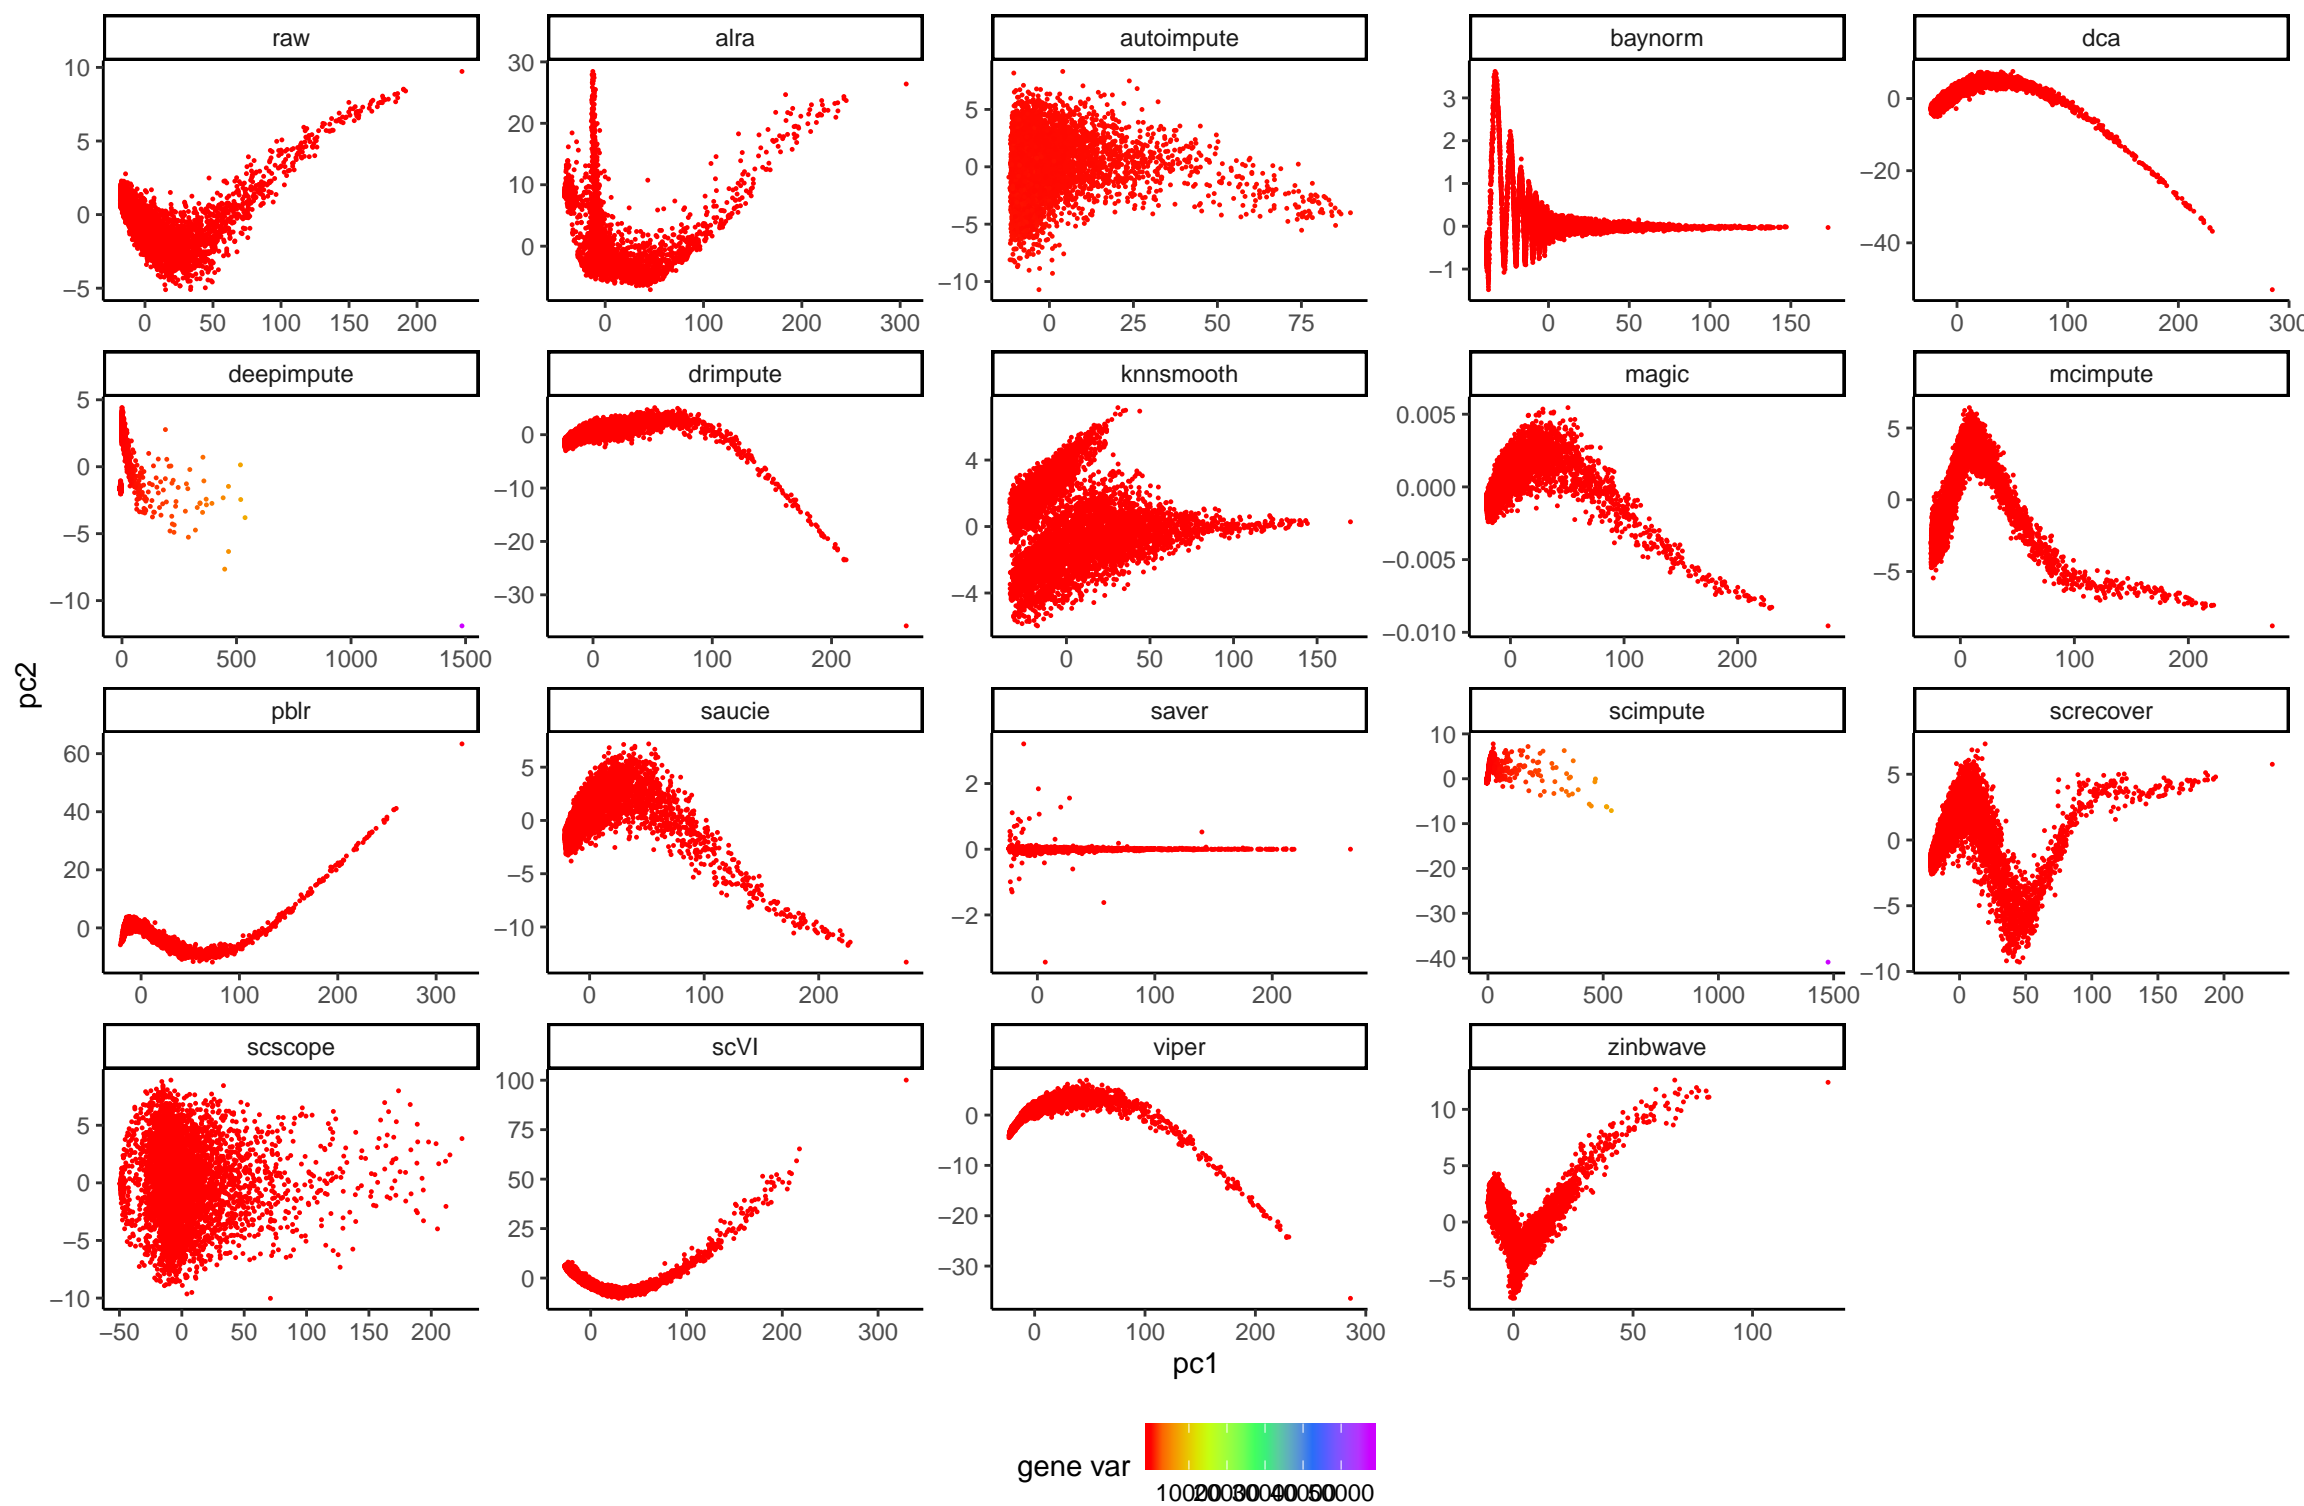 raw alra autoimpute baynorm dca
10 5 0 −5
0 50 100 150 200
30 20 10 0
0 100 200 300
5 0 −5 −10
0 25 50 75
3 2 1 0 −1
0 50 100 150
0 −20 −40
0 100 200 300
deepimpute drimpute knnsmooth magic mcimpute
5 0 −5 −10
0 500 1000 1500
0 −10 −20 −30
0 100 200
4 0 −4
0 50 100 150
0.005 0.000 −0.005 −0.010
0 100 200
5 0 −5
0 100 200
pc2
pblr saucie saver scimpute screcover
60 40 20 0
0 100 200 300
5 0 −5 −10
0 100 200
2 0 −2
0 100 200
10 0 −10 −20 −30 −40
0 500 1000 1500
5 0 −5 −10
0 50 100 150 200
scscope scVI viper zinbwave
5 0 −5 −10
−50 0 50 100 150 200
100 75 50 25 0
0 100 200 300
0 −10 −20 −30
0 100 200 300
10 5 0 −5
0 50 100
pc1
gene var
10000 20000 30000 40000 50000